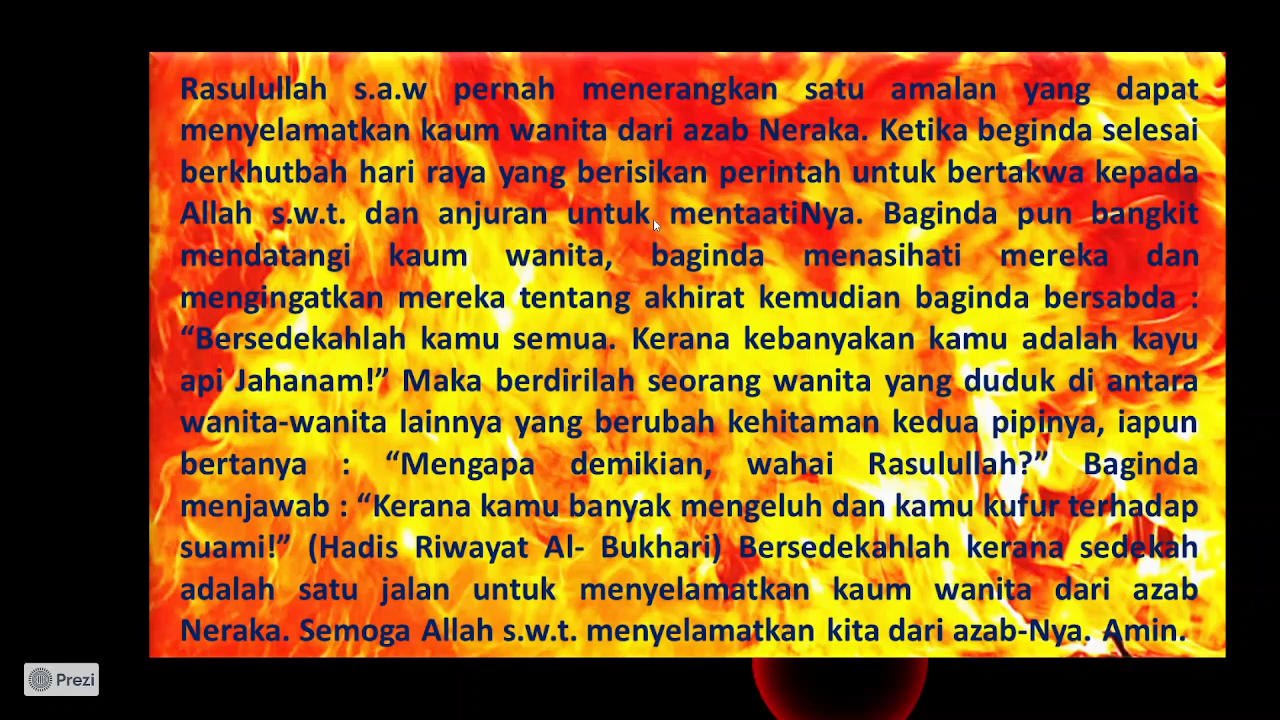 Rasulullah s.a.w pernah menerangkan satu amalan yang dapat
menyelamatkan kaum wanita dari azab Neraka. Ketika beginda selesai
berkhutbah hari raya yang berisikan perintah untuk bertakwa kepada
Allah s.w.t. dan anjuran untuk mentaatiNya. Baginda pun bangkit
mendatangi kaum wanita, baginda menasihati mereka dan
mengingatkan mereka tentang akhirat kemudian baginda bersabda :
“Bersedekahlah kamu semua. Kerana kebanyakan kamu adalah kayu
api Jahanam!” Maka berdirilah seorang wanita yang duduk di antara
wanita-wanita lainnya yang berubah kehitaman kedua pipinya, iapun
bertanya : “Mengapa demikian, wahai Rasulullah?” Baginda
menjawab : “Kerana kamu banyak mengeluh dan kamu kufur terhadap
suami!” (Hadis Riwayat Al- Bukhari) Bersedekahlah kerana sedekah
adalah satu jalan untuk menyelamatkan kaum wanita dari azab
Neraka. Semoga Allah s.w.t. menyelamatkan kita dari azab-Nya. Amin.
Prezi